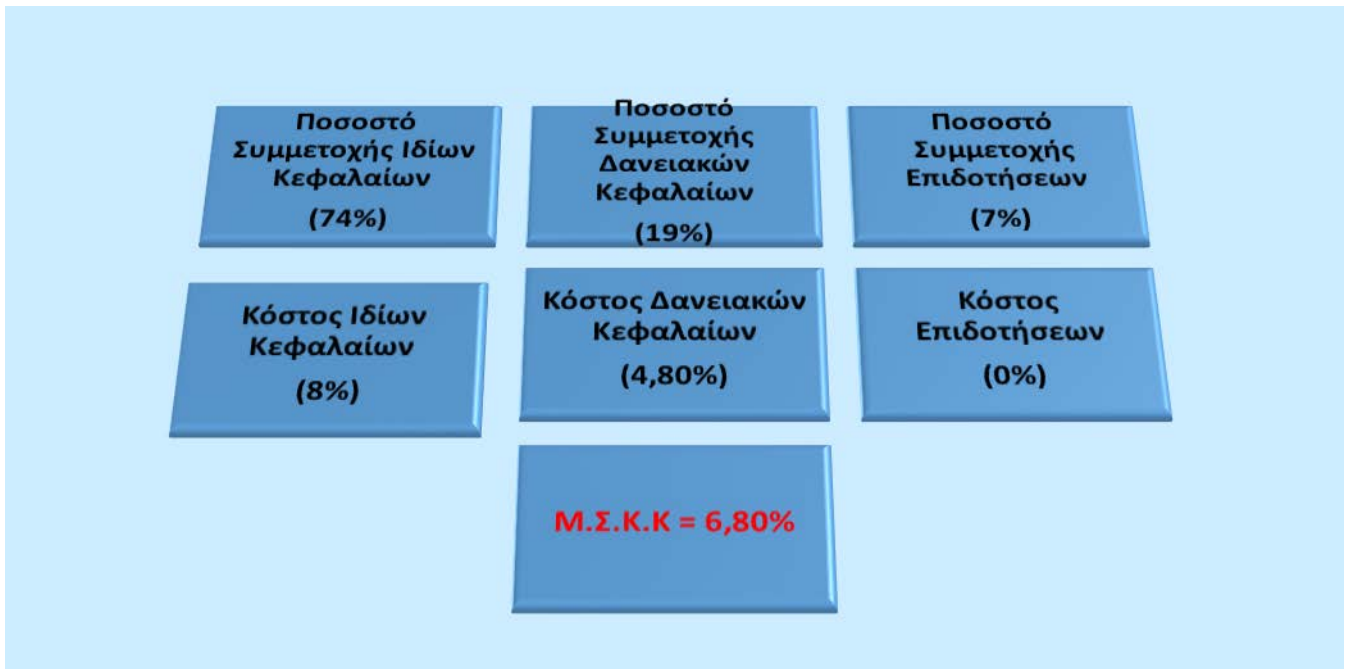 Ποσοστό
Συμμετοχής Ιδίων
Κεφαλαίων
(74%)
Ποσοστό
Συμμετοχής
Δανειακών
Κεφαλαίων
(19%)
Ποσοστό
Συμμετοχής
Επιδοτήσεων
(7%)
Κόστος Ιδίων
Κεφαλαίων
(8%)
Κόστος Δανειακών
Κεφαλαίων
(4,80%)
Κόστος
Επιδοτήσεων
(0%)
Μ.Σ.Κ.Κ = 6,80%